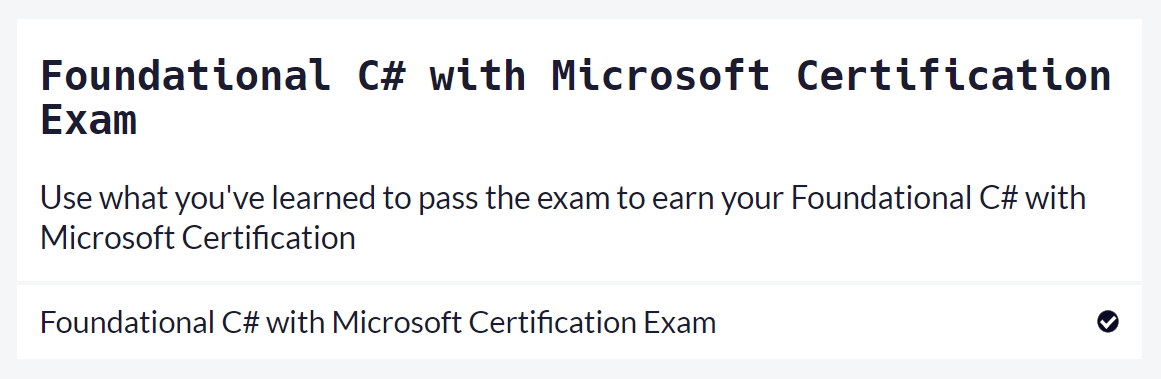 Foundational C# with Microsoft Certification
Exam
Use what you've learned to pass the exam to earn your Foundational C# with
Microsoft Certification
Foundational C# with Microsoft Certification Exam